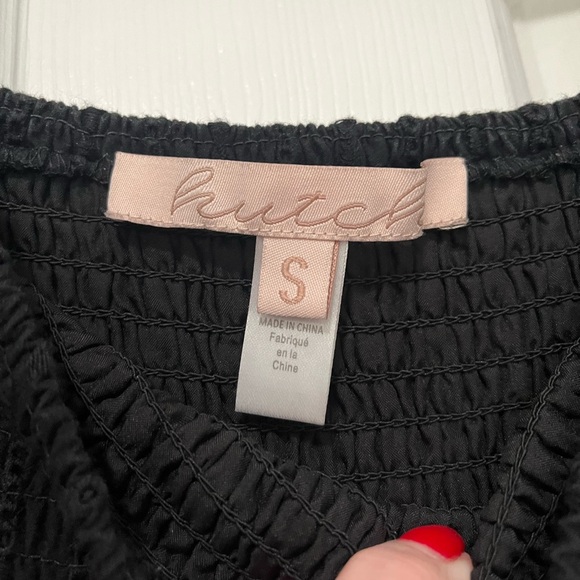 hutch
S
MADE IN CHINA
Fabriqué
en la
Chine